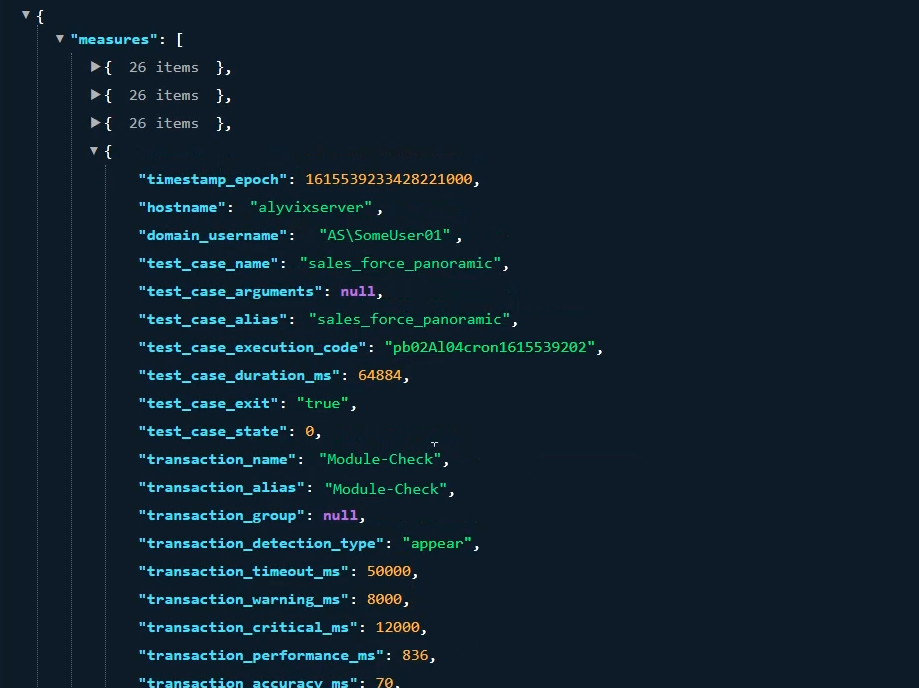 {
"measures": [
{ 26 items },
{ 26 items },
{ 26 items },
{
"timestamp_epoch": 1615539233428221000,
"hostname": "alyvixserver" ,
"domain_username": "AS\SomeUser01" ,
"test_case_name": "sales_force_panoramic",
"test_case_arguments": null,
"test_case_alias": "sales_force_panoramic",
"test_case_execution_code": "pb02Al04cron1615539202",
"test_case_duration_ms": 64884,
"test_case_exit": "true",
"test_case_state": 0,
"transaction_name": "Module-Check",
"transaction_alias": "Module-Check",
"transaction_group": null,
"transaction_detection_type": "appear",
"transaction_timeout_ms": 50000,
"transaction_warning_ms": 8000,
"transaction_critical_ms": 12000,
"transaction_performance_ms": 836,
"transaction_accuracy_ms": 70,